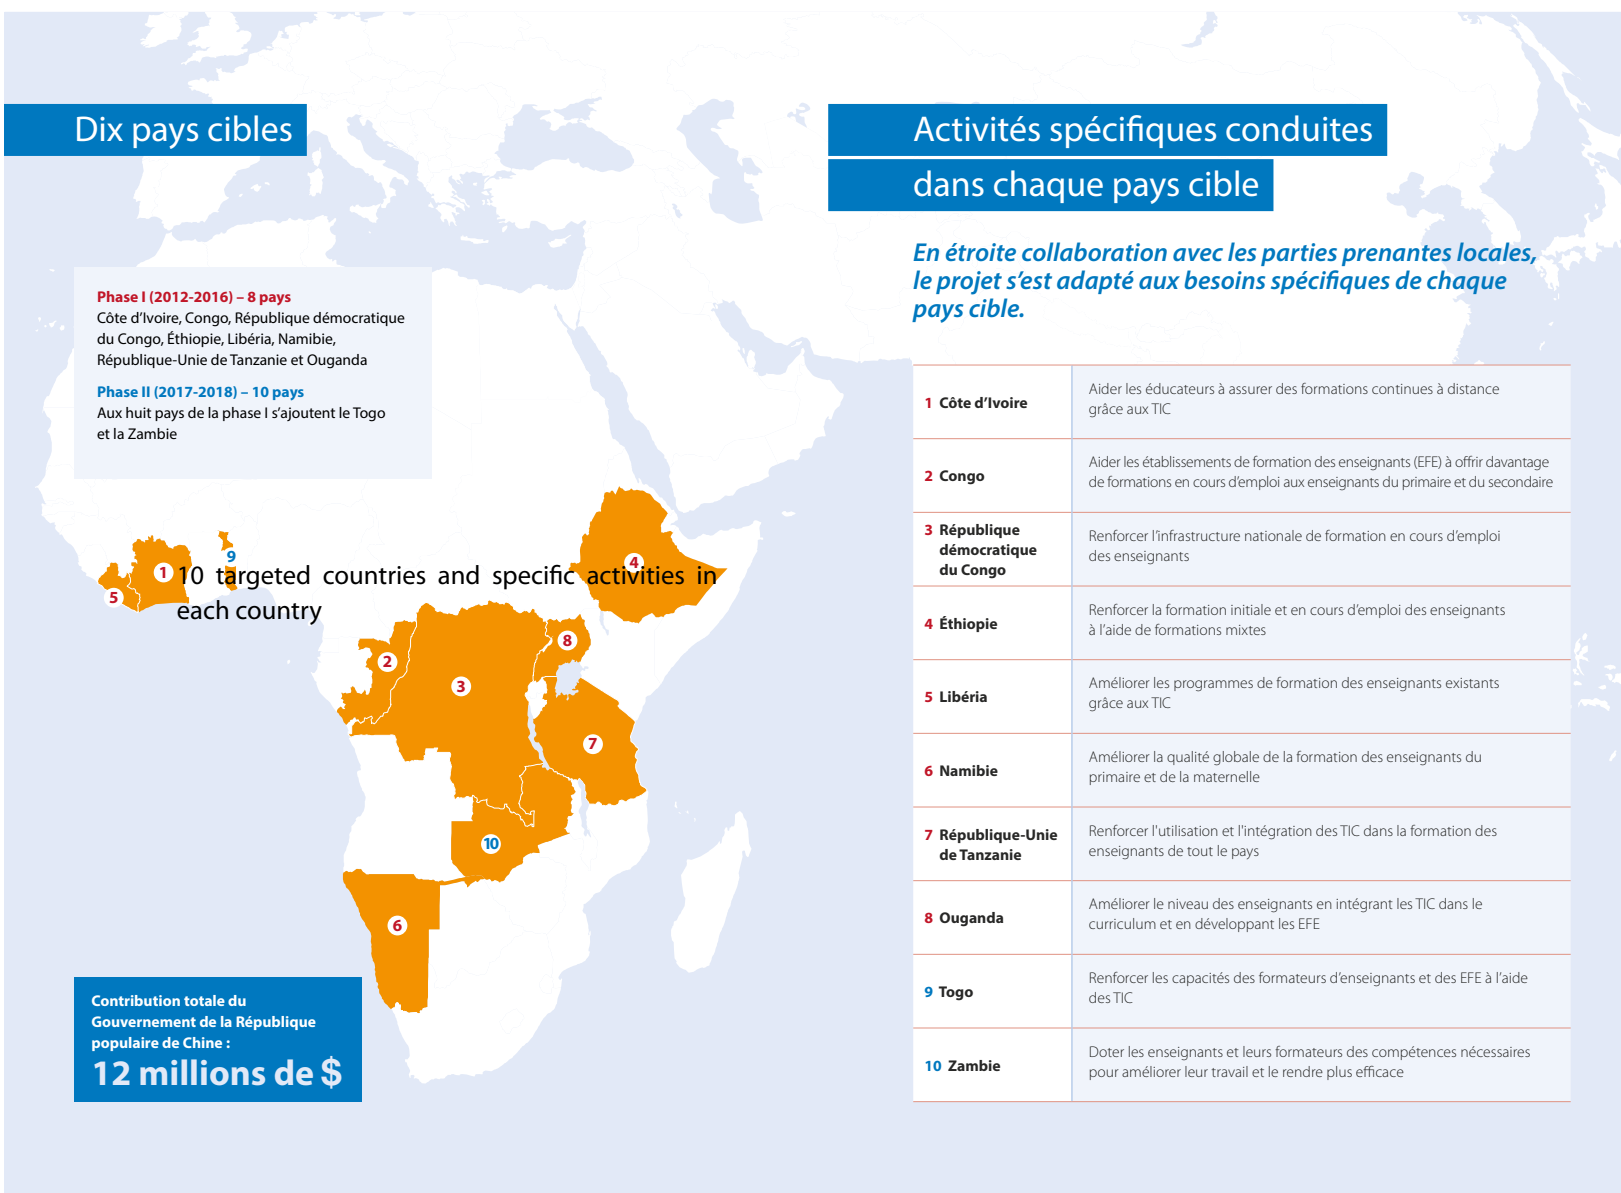 Dix pays cibles
Phase I (2012-2016) – 8 pays
Côte d’Ivoire, Congo, République démocratique
du Congo, Éthiopie, Libéria, Namibie,
République-Unie de Tanzanie et Ouganda
Phase II (2017-2018) – 10 pays
Aux huit pays de la phase I s’ajoutent le Togo
et la Zambie
9
4
1
10 targeted countries and specific activities in
each country
5
8
2
3
7
10
6
Contribution totale du
Gouvernement de la République
populaire de Chine :
12 millions de $
Activités spécifiques conduites
dans chaque pays cible
En étroite collaboration avec les parties prenantes locales,
le projet s’est adapté aux besoins spécifiques de chaque
pays cible.
1 Côte d’Ivoire
Aider les éducateurs à assurer des formations continues à distance
grâce aux TIC
2 Congo
Aider les établissements de formation des enseignants (EFE) à offrir davantage
de formations en cours d’emploi aux enseignants du primaire et du secondaire
3 République
démocratique
du Congo
Renforcer l’infrastructure nationale de formation en cours d’emploi
des enseignants
4 Éthiopie
Renforcer la formation initiale et en cours d’emploi des enseignants
à l’aide de formations mixtes
5 Libéria
Améliorer les programmes de formation des enseignants existants
grâce aux TIC
6 Namibie
Améliorer la qualité globale de la formation des enseignants du
primaire et de la maternelle
7 République-Unie
de Tanzanie
Renforcer l’utilisation et l’intégration des TIC dans la formation des
enseignants de tout le pays
8 Ouganda
Améliorer le niveau des enseignants en intégrant les TIC dans le
curriculum et en développant les EFE
9 Togo
Renforcer les capacités des formateurs d’enseignants et des EFE à l’aide
des TIC
10 Zambie
Doter les enseignants et leurs formateurs des compétences nécessaires
pour améliorer leur travail et le rendre plus efficace